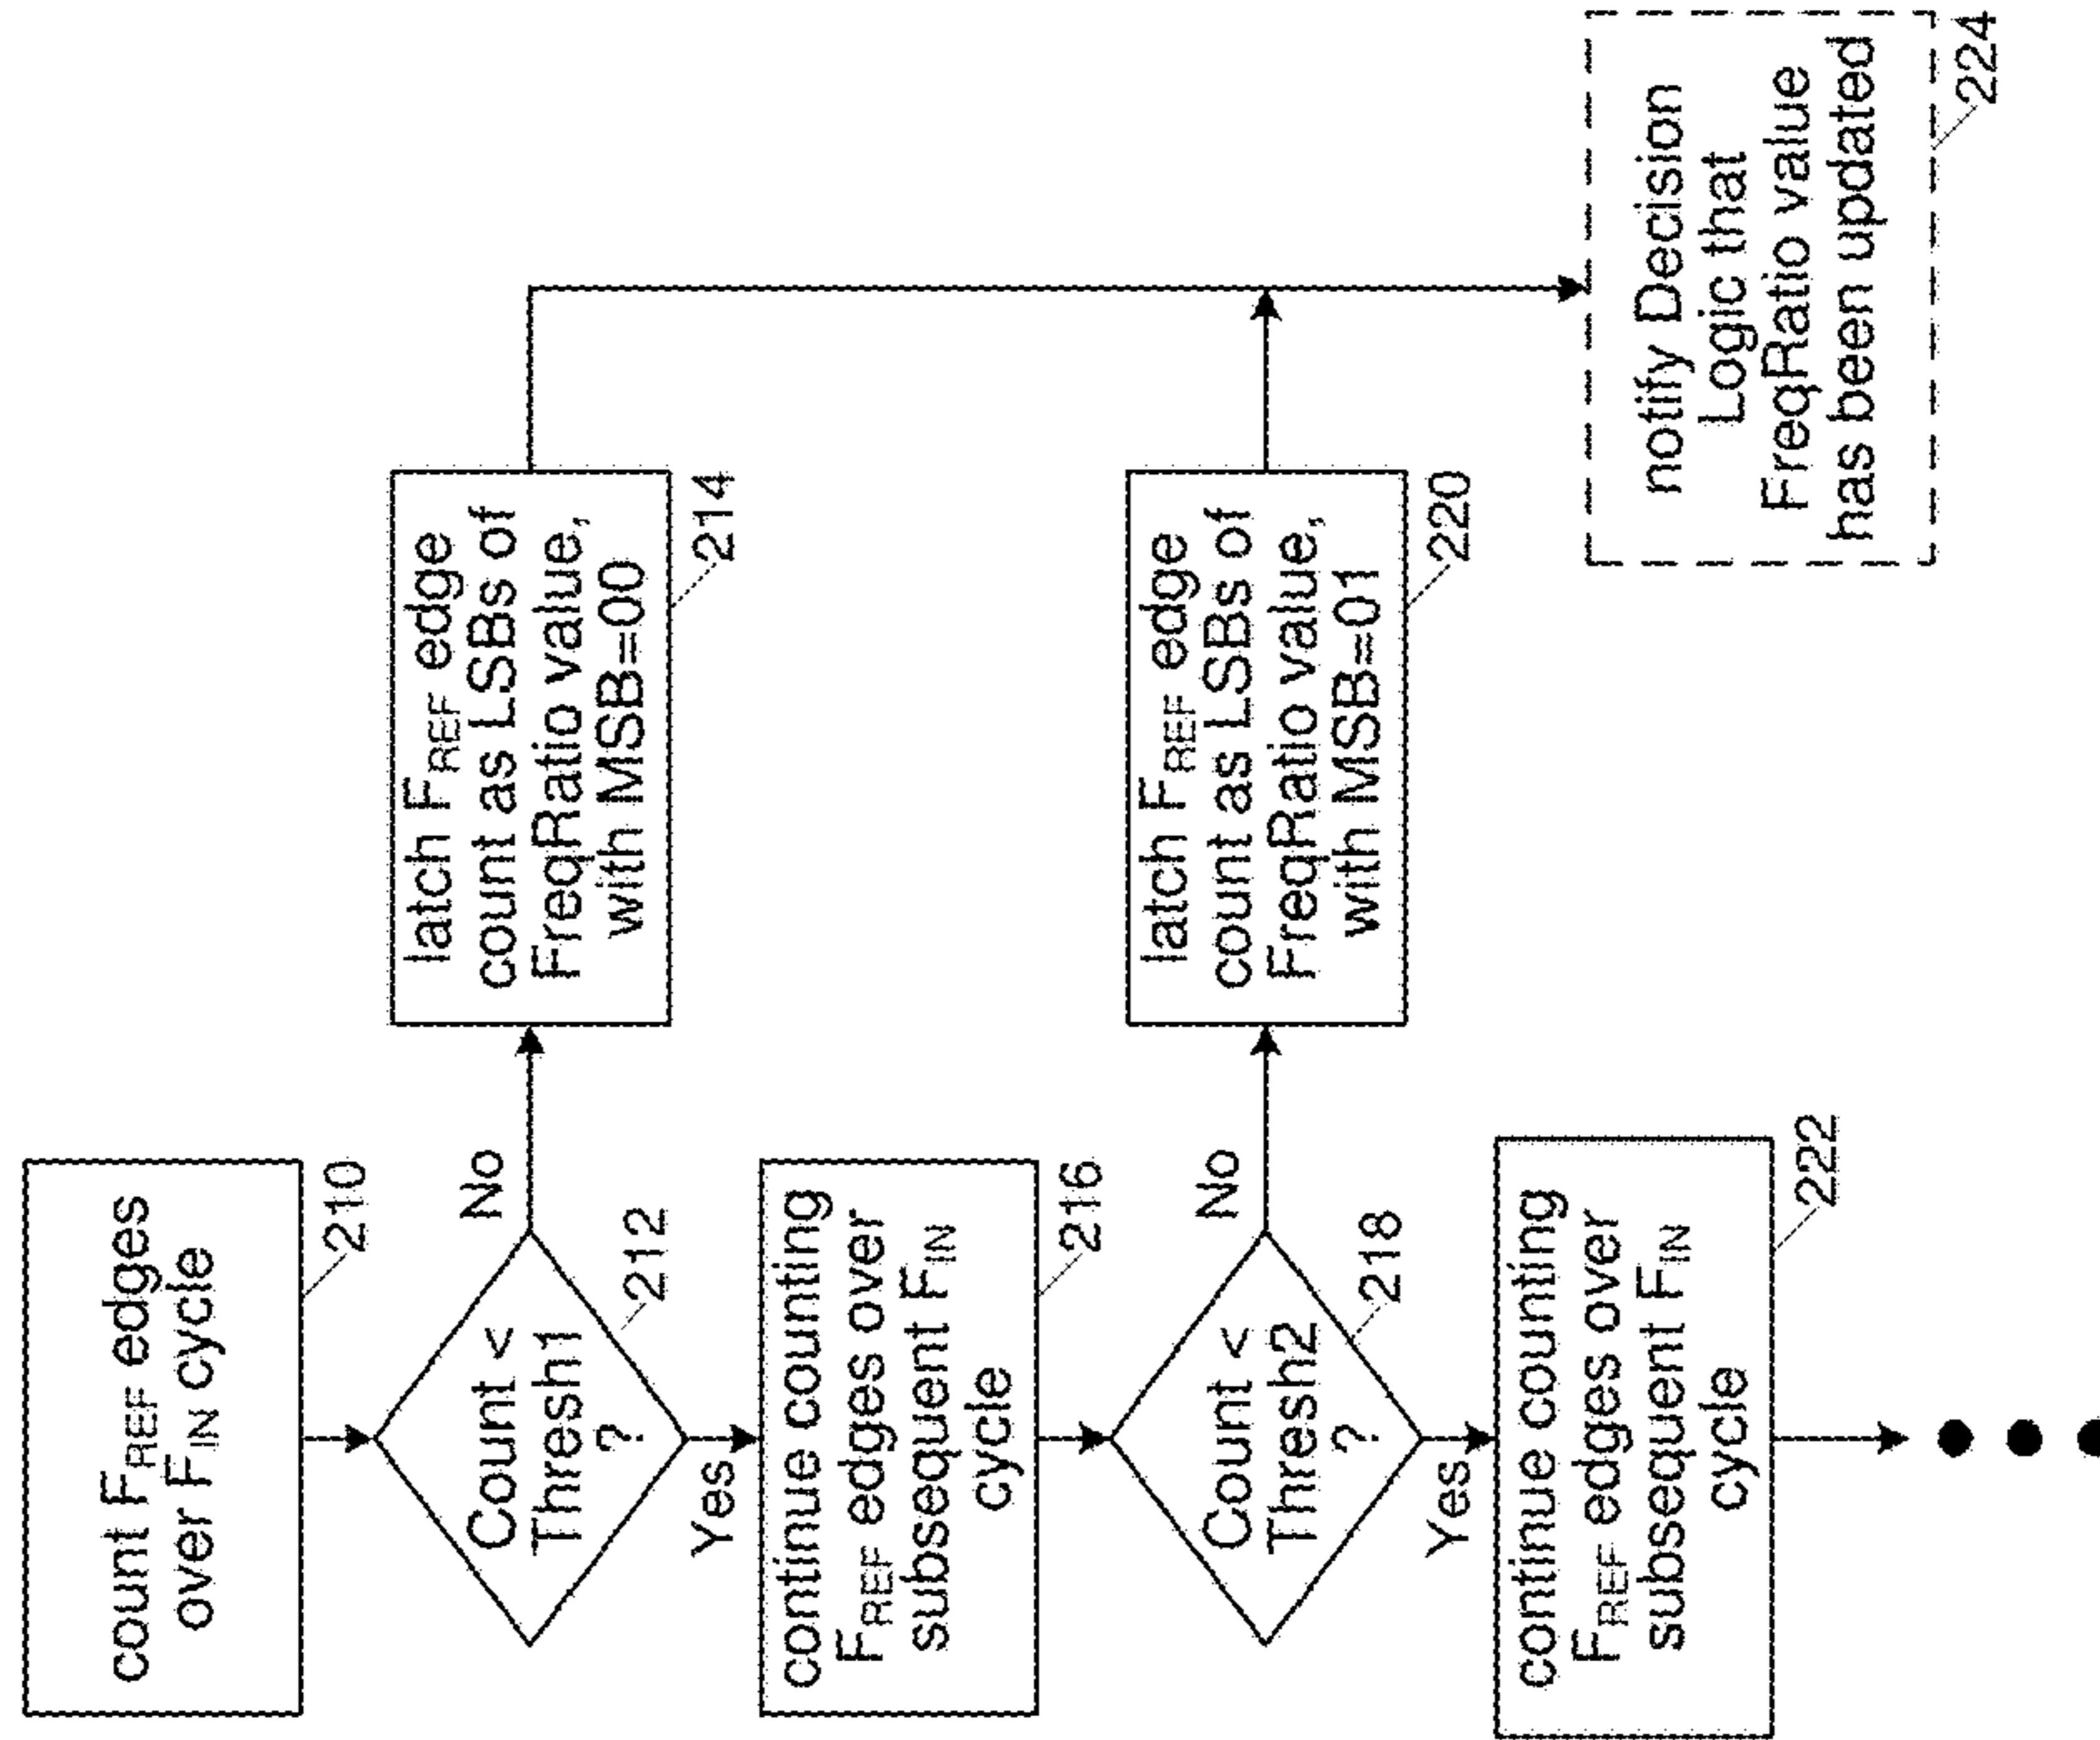 count F_REF edges
over F_IN cycle
210
Count <
Thresh1
?
212
No
Yes
latch F_REF edge
count as LSBs of
FreqRatio value,
with MSB=00
214
continue counting
F_REF edges over
subsequent F_IN
cycle
216
Count <
Thresh2
?
218
No
Yes
latch F_REF edge
count as LSBs of
FreqRatio value,
with MSB=01
220
continue counting
F_REF edges over
subsequent F_IN
cycle
222
notify Decision
Logic that
FreqRatio value
has been updated
224